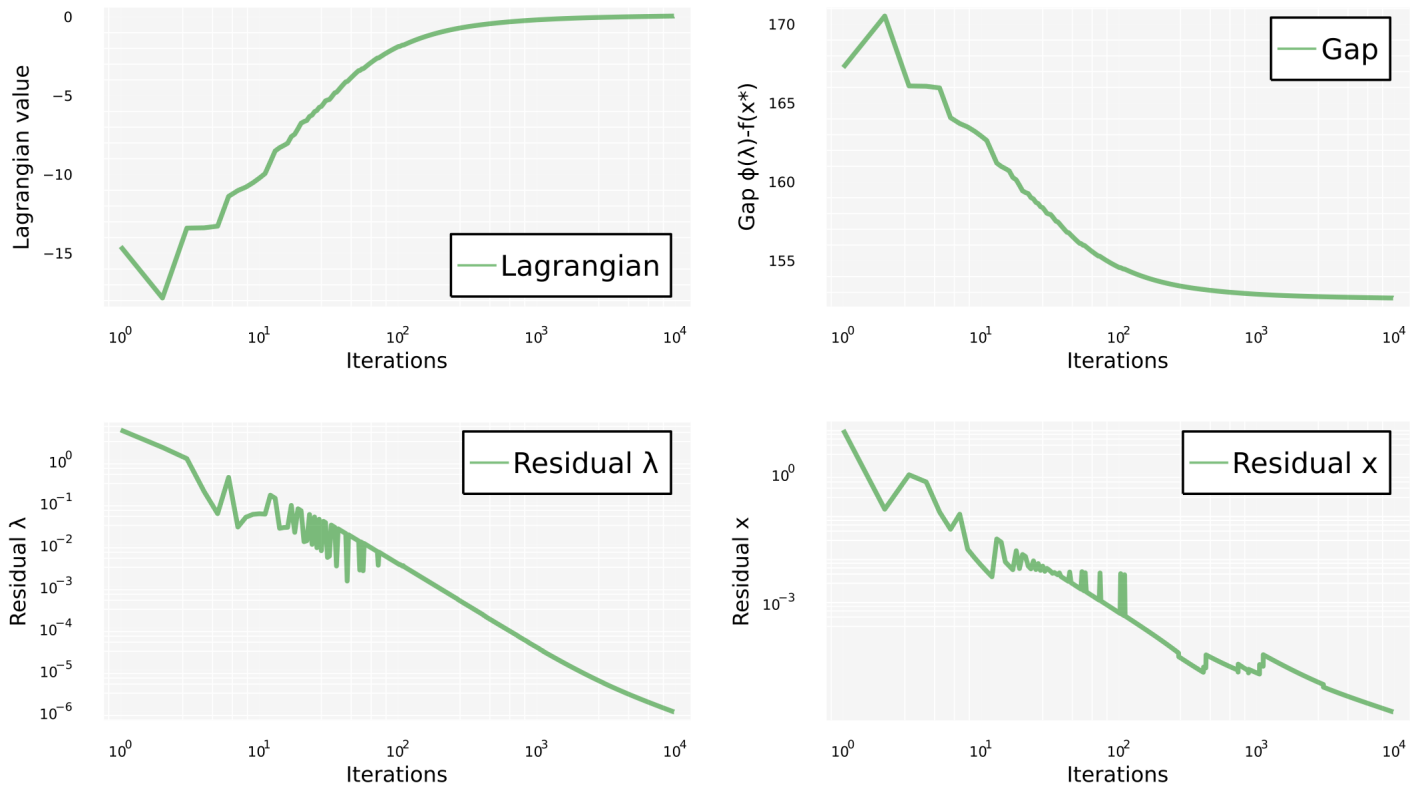 Lagrangian value
0
−5
−10
−15
Lagrangian
10^0 10^1 10^2 10^3 10^4
Iterations
Gap ϕ(λ)-f(x*)
170
165
160
155
Gap
10^0 10^1 10^2 10^3 10^4
Iterations
Residual λ
10^0
10^−1
10^−2
10^−3
10^−4
10^−5
10^−6
Residual λ
10^0 10^1 10^2 10^3 10^4
Iterations
Residual x
10^0
10^−3
Residual x
10^0 10^1 10^2 10^3 10^4
Iterations